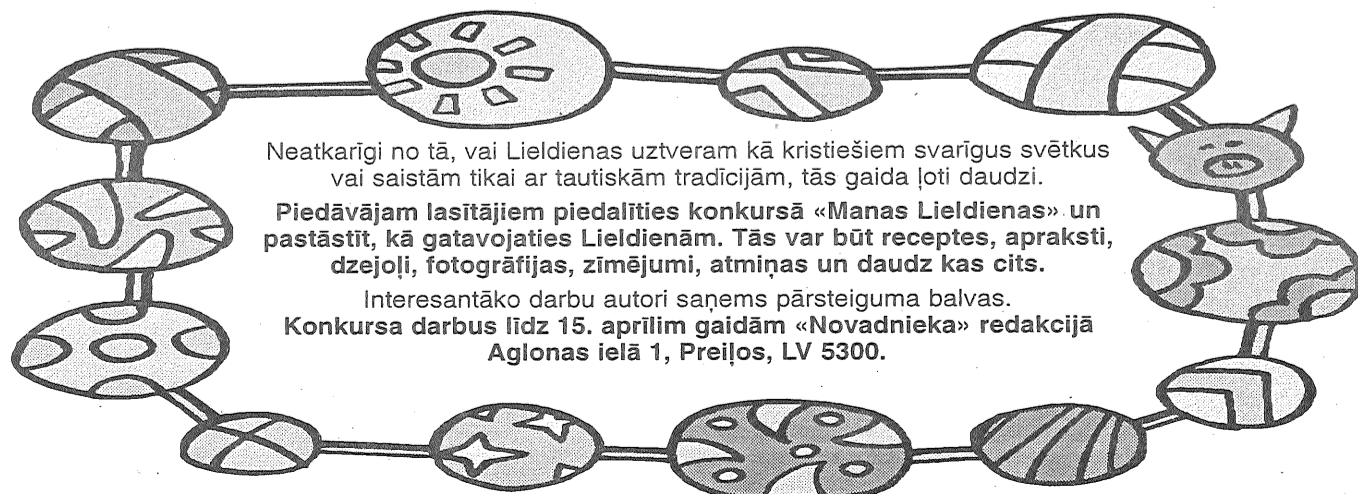 Neatkarīgi no tā, vai Lieldienas uztveram kā kristiešiem svarīgus svētkus
vai saistām tikai ar tautiskām tradīcijām, tās gaida ļoti daudzi.
Piedāvājam lasītājiem piedalīties konkursā «Manas Lieldienas» un
pastāstīt, kā gatavojaties Lieldienām. Tās var būt receptes, apraksti,
dzejoļi, fotogrāfijas, zīmējumi, atmiņas un daudz kas cits.
Interesantāko darbu autori saņems pārsteiguma balvas.
Konkursa darbus līdz 15. aprīlim gaidām «Novadnieka» redakcijā
Aglonas ielā 1, Preiļos, LV 5300.